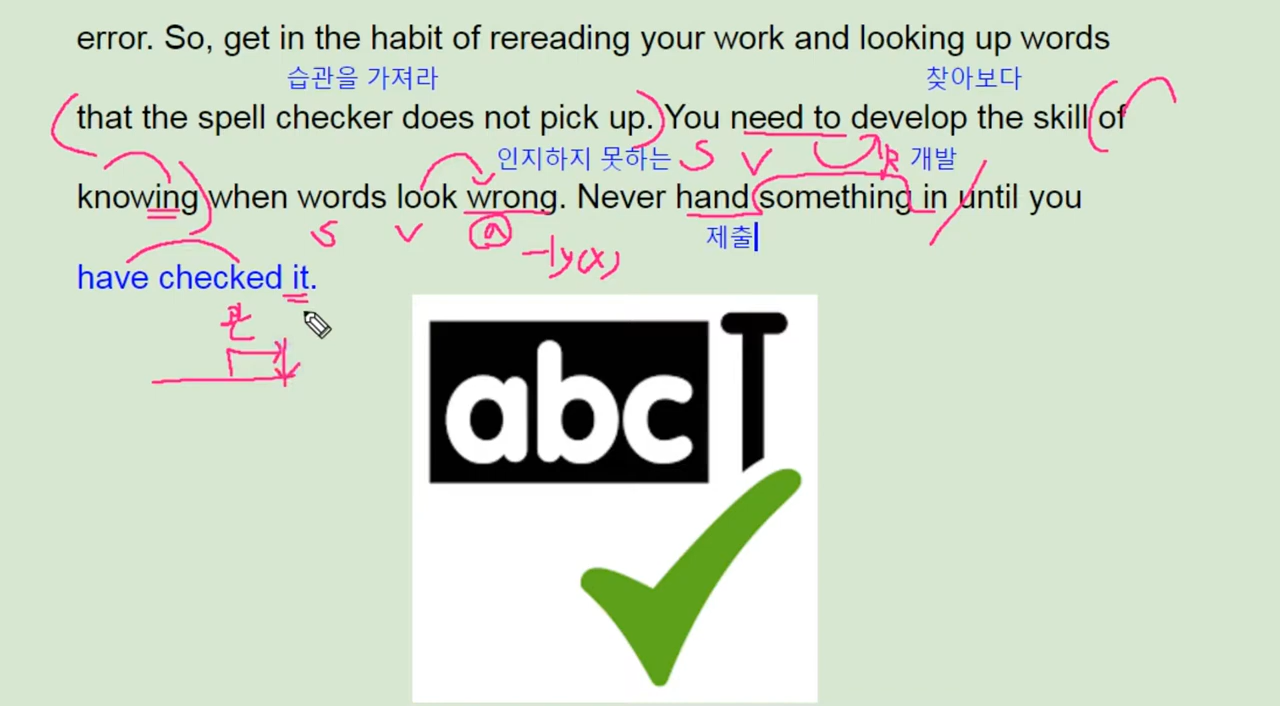 error. So, get in the habit of rereading your work and looking up words
습관을 가져라 찾아보다
(that the spell checker does not pick up.) You need to develop the skill (of
인지하지 못하는 S V R 개발
knowing) when words look wrong. Never hand something in / until you
S V ⓐ 제출
-ly(x)
have checked it.
abc